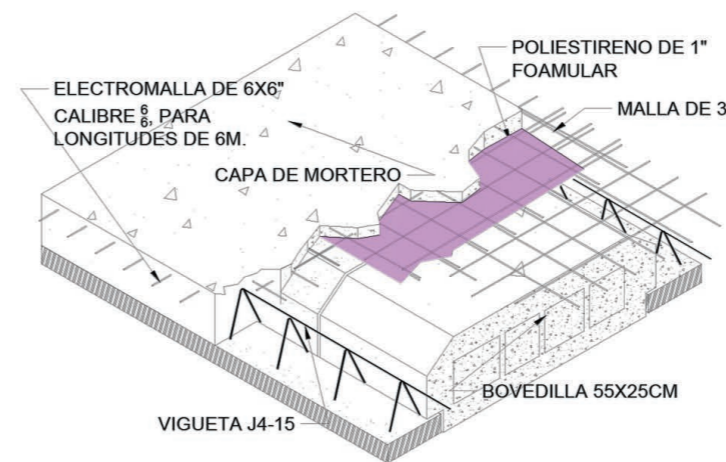 POLIESTIRENO DE 1"
FOAMULAR
ELECTROMALLA DE 6X6"
CALIBRE 6/6, PARA
LONGITUDES DE 6M.
MALLA DE 3
CAPA DE MORTERO
BOVEDILLA 55X25CM
VIGUETA J4-15